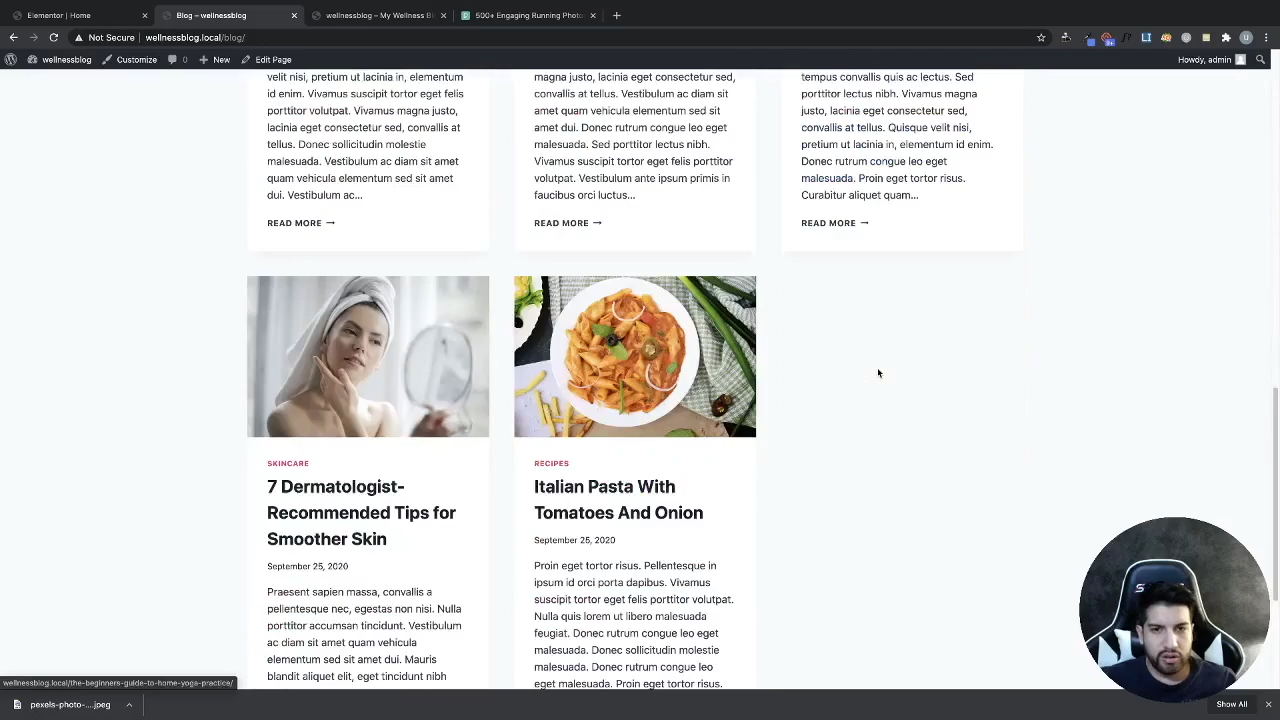 Elementor | Home
Blog – wellnessblog
wellnessblog – My Wellness B
500+ Engaging Running Photo
Not Secure | wellnessblog.local/blog/
wellnessblog
Customize
0
New
Edit Page
Howdy, admin
velit nisi, pretium ut lacinia in, elementum
id enim. Vivamus suscipit tortor eget felis
porttitor volutpat. Vivamus magna justo,
lacinia eget consectetur sed, convallis at
tellus. Donec sollicitudin molestie
malesuada. Vestibulum ac diam sit amet
quam vehicula elementum sed sit amet
dui. Vestibulum ac…
READ MORE →
magna justo, lacinia eget consectetur sed,
convallis at tellus. Vestibulum ac diam sit
amet quam vehicula elementum sed sit
amet dui. Donec rutrum congue leo eget
malesuada. Sed porttitor lectus nibh.
Vivamus suscipit tortor eget felis porttitor
volutpat. Vestibulum ante ipsum primis in
faucibus orci luctus…
READ MORE →
tempus convallis quis ac lectus. Sed
porttitor lectus nibh. Vivamus magna
justo, lacinia eget consectetur sed,
convallis at tellus. Quisque velit nisi,
pretium ut lacinia in, elementum id enim.
Donec rutrum congue leo eget
malesuada. Proin eget tortor risus.
Curabitur aliquet quam…
READ MORE →
SKINCARE
7 Dermatologist-
Recommended Tips for
Smoother Skin
September 25, 2020
Praesent sapien massa, convallis a
pellentesque nec, egestas non nisi. Nulla
porttitor accumsan tincidunt. Vestibulum
ac diam sit amet quam vehicula
elementum sed sit amet dui. Mauris
blandit aliquet elit, eget tincidunt nibh
RECIPES
Italian Pasta With
Tomatoes And Onion
September 25, 2020
Proin eget tortor risus. Pellentesque in
ipsum id orci porta dapibus. Vivamus
suscipit tortor eget felis porttitor volutpat.
Nulla quis lorem ut libero malesuada
feugiat. Donec rutrum congue leo eget
malesuada. Donec sollicitudin molestie
malesuada. Donec rutrum congue leo
eget malesuada. Proin eget tortor risus.
wellnessblog.local/the-beginners-guide-to-home-yoga-practice/
pexels-photo-....jpeg
Show All